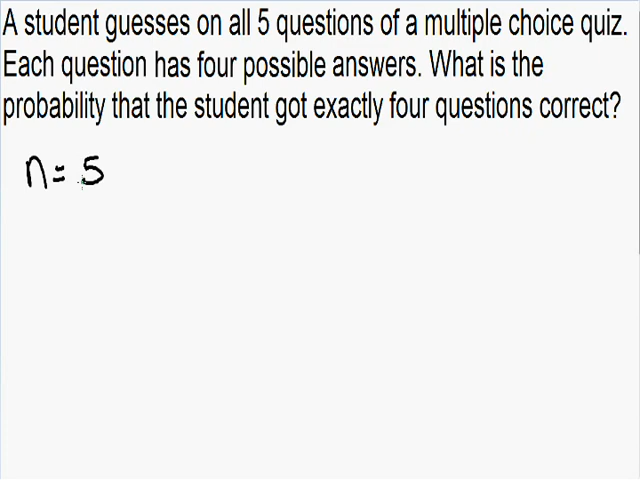 A student guesses on all 5 questions of a multiple choice quiz.
Each question has four possible answers. What is the
probability that the student got exactly four questions correct?
n = 5